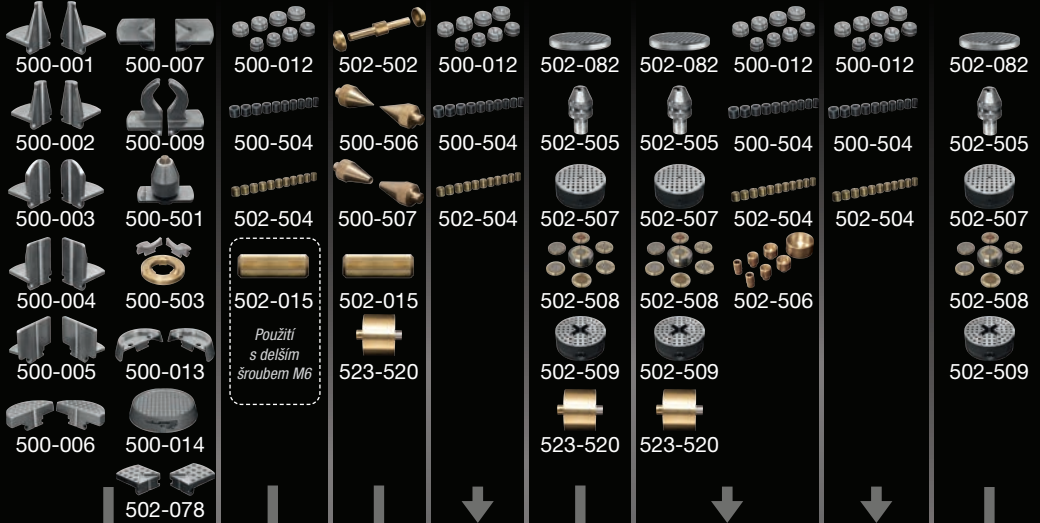 500-001 500-007 500-012 502-502 500-012 502-082 502-082 500-012 500-012 502-082
500-002 500-009 500-504 500-506 500-504 502-505 502-505 500-504 500-504 502-505
500-003 500-501 502-504 500-507 502-504 502-507 502-507 502-504 502-504 502-507
500-004 500-503 502-015 502-015 502-508 502-508 502-506 502-508
Použití
s delším
šroubem M6
500-005 500-013 523-520 502-509 502-509 502-509
500-006 500-014 523-520 523-520
502-078